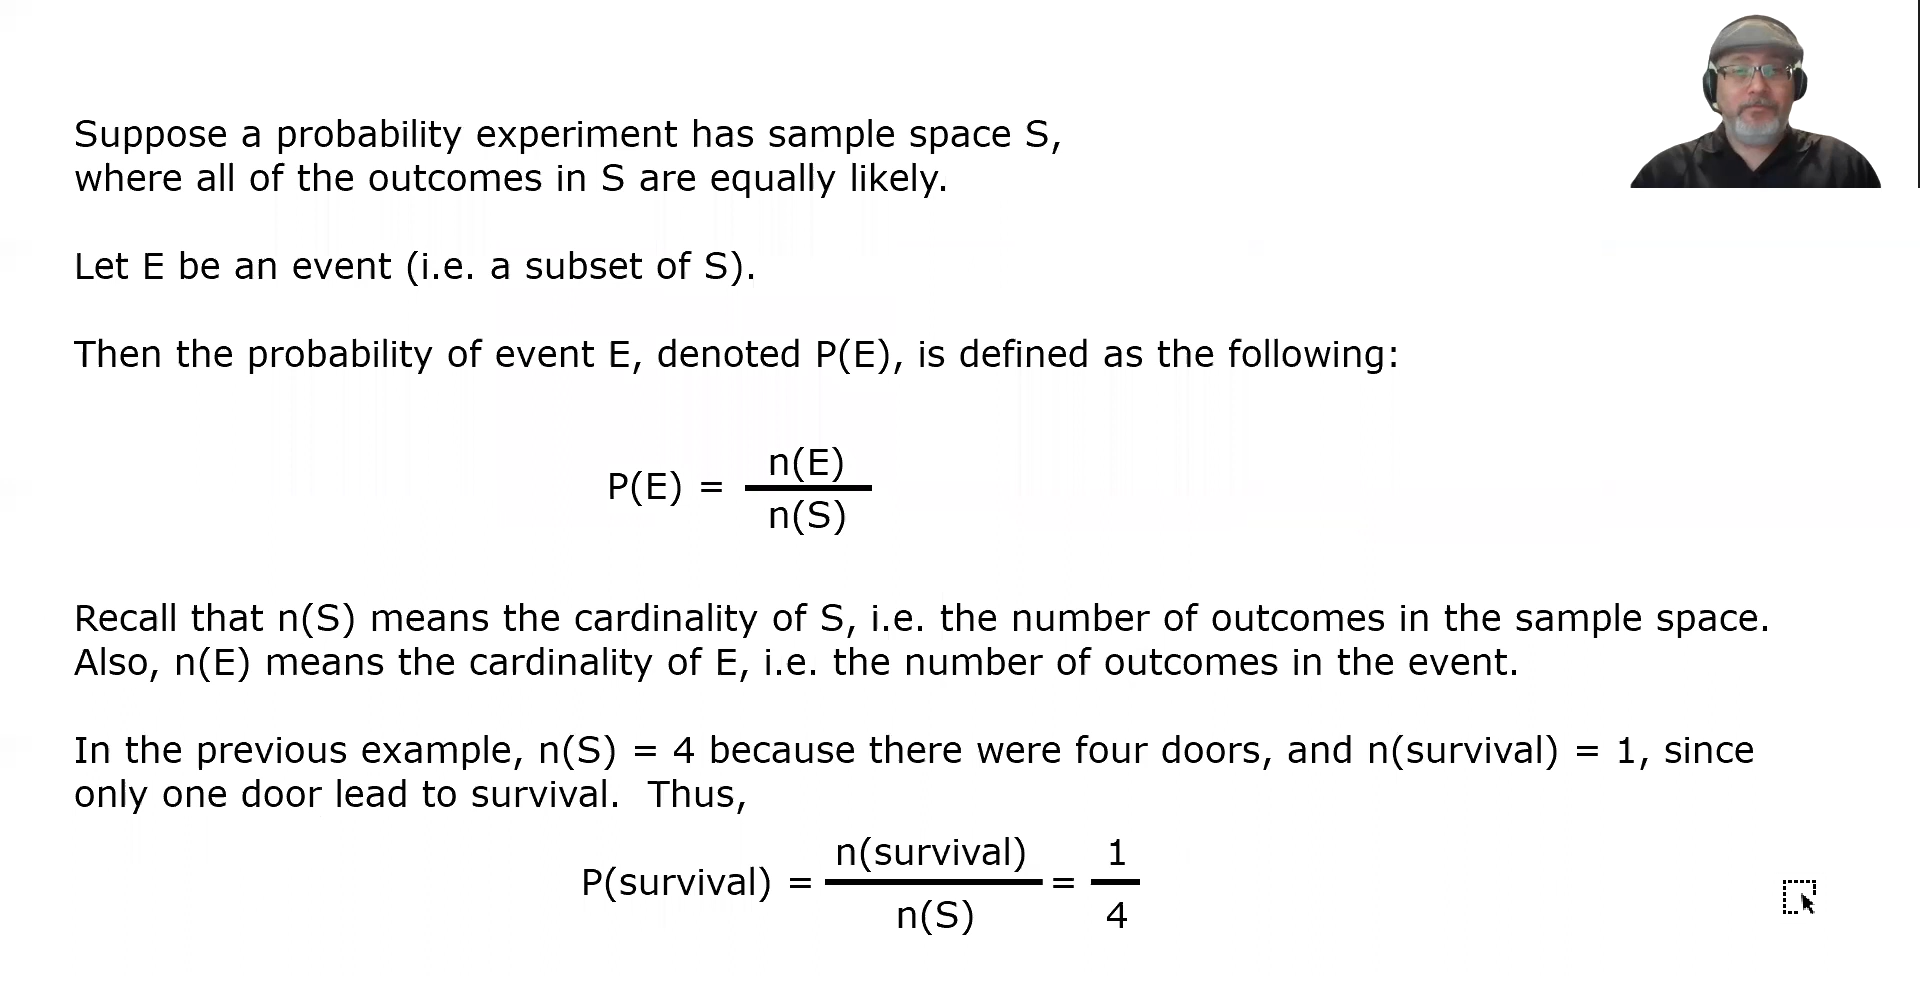 Suppose a probability experiment has sample space S,
where all of the outcomes in S are equally likely.
Let E be an event (i.e. a subset of S).
Then the probability of event E, denoted P(E), is defined as the following:
P(E) = n(E) / n(S)
Recall that n(S) means the cardinality of S, i.e. the number of outcomes in the sample space.
Also, n(E) means the cardinality of E, i.e. the number of outcomes in the event.
In the previous example, n(S) = 4 because there were four doors, and n(survival) = 1, since
only one door lead to survival.  Thus,
P(survival) = n(survival) / n(S) = 1 / 4